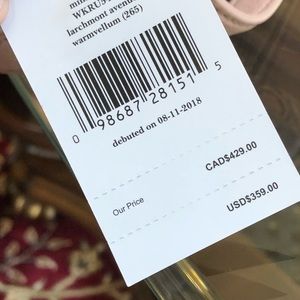 WKRU5
larchmont avenue
warmvellum (265)
0 98687 28151 5
debuted on 08-11-2018
CAD$429.00
Our Price
USD$359.00